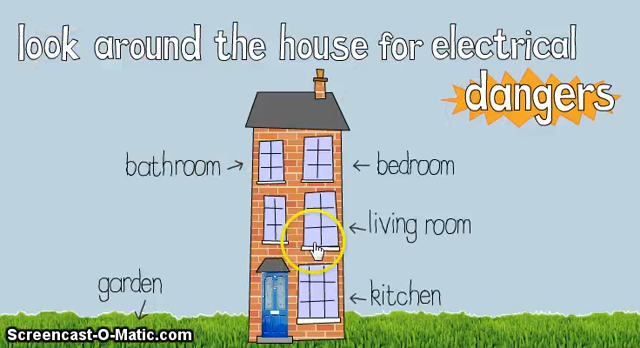 look around the house for electrical
dangers
bathroom
bedroom
living room
garden
kitchen
Screencast-O-Matic.com